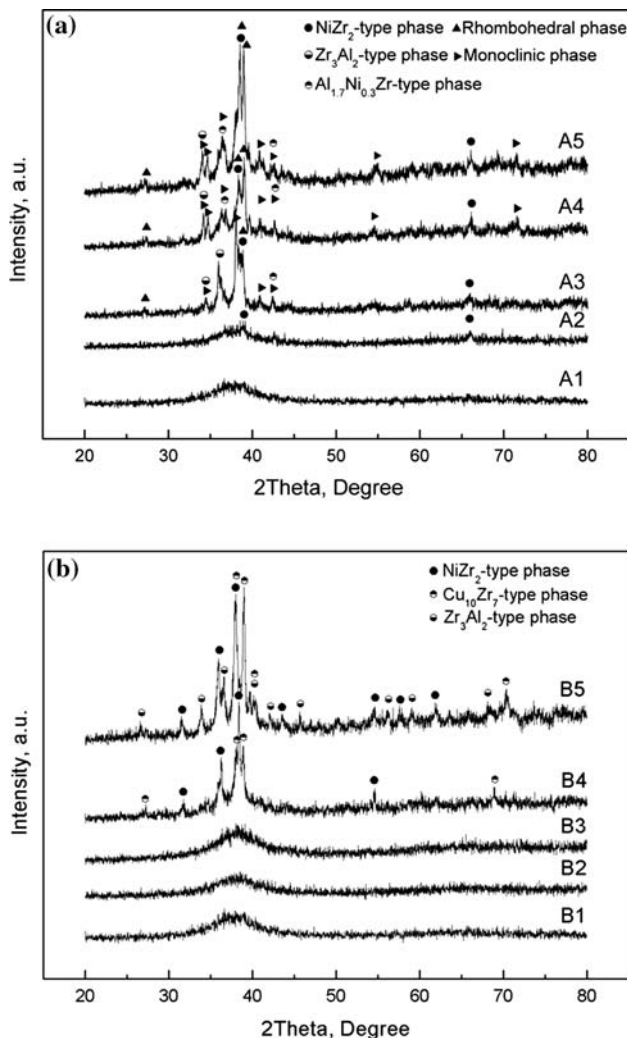 (a)
NiZr₂-type phase Rhombohedral phase
Zr₃Al₂-type phase Monoclinic phase
Al₁.₇Ni₀.₃Zr-type phase
A5
A4
A3
A2
A1
Intensity, a.u.
20 30 40 50 60 70 80
2Theta, Degree
(b)
NiZr₂-type phase
Cu₁₀Zr₇-type phase
Zr₃Al₂-type phase
B5
B4
B3
B2
B1
Intensity, a.u.
20 30 40 50 60 70 80
2Theta, Degree